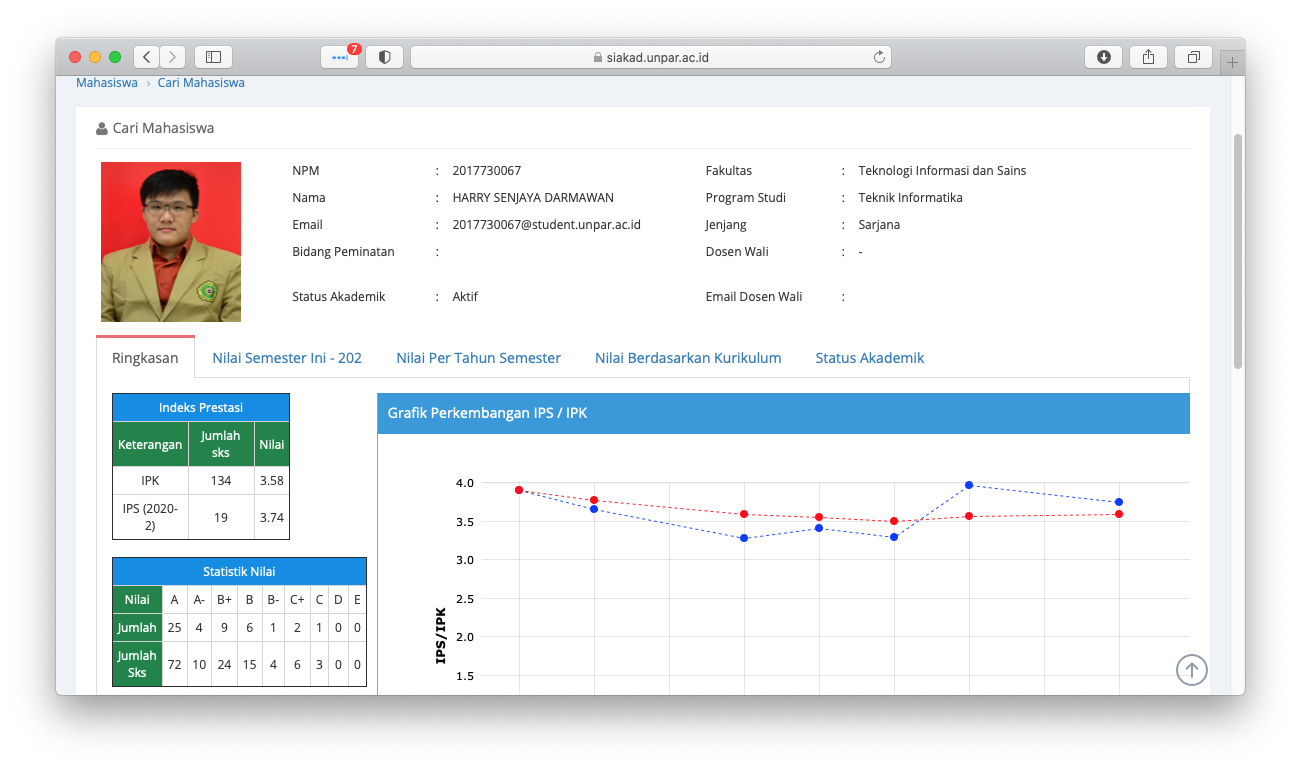 7
siakad.unpar.ac.id
Mahasiswa › Cari Mahasiswa
Cari Mahasiswa
NPM : 2017730067 Fakultas : Teknologi Informasi dan Sains
Nama : HARRY SENJAYA DARMAWAN Program Studi : Teknik Informatika
Email : 2017730067@student.unpar.ac.id Jenjang : Sarjana
Bidang Peminatan : Dosen Wali : -
Status Akademik : Aktif Email Dosen Wali :
Ringkasan Nilai Semester Ini - 202 Nilai Per Tahun Semester Nilai Berdasarkan Kurikulum Status Akademik
Indeks Prestasi
Keterangan Jumlah sks Nilai
IPK 134 3.58
IPS (2020-2) 19 3.74
Statistik Nilai
Nilai A A- B+ B B- C+ C D E
Jumlah 25 4 9 6 1 2 1 0 0
Jumlah Sks 72 10 24 15 4 6 3 0 0
Grafik Perkembangan IPS / IPK
4.0
3.5
3.0
2.5
2.0
1.5
IPS/IPK